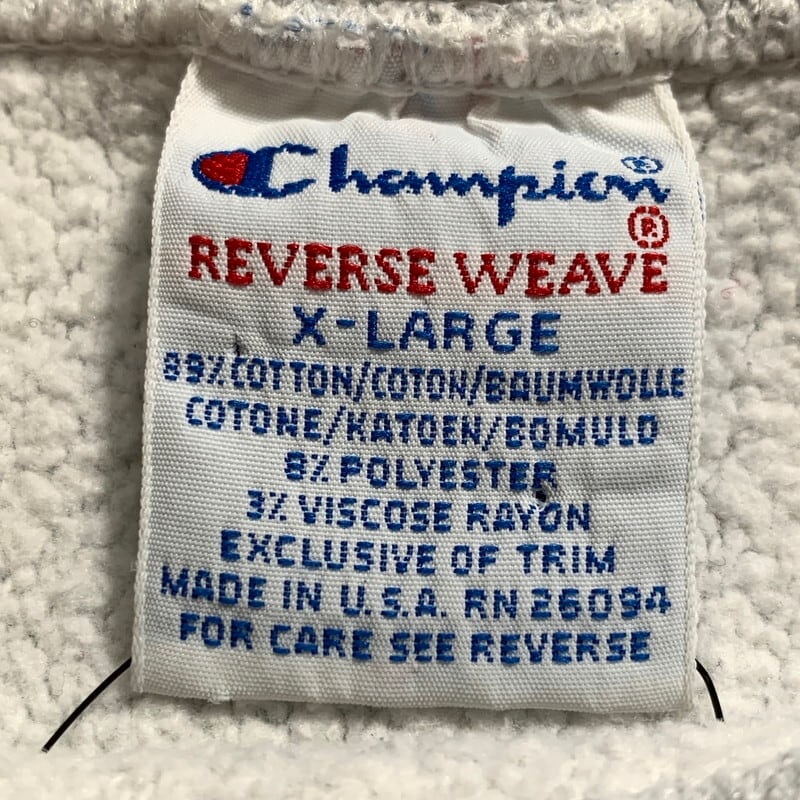 Champion®
REVERSE WEAVE
X-LARGE
89% COTTON/COTON/BAUMWOLLE
COTONE/KATOEN/BOMULD
8% POLYESTER
3% VISCOSE RAYON
EXCLUSIVE OF TRIM
MADE IN U.S.A. RN 26094
FOR CARE SEE REVERSE